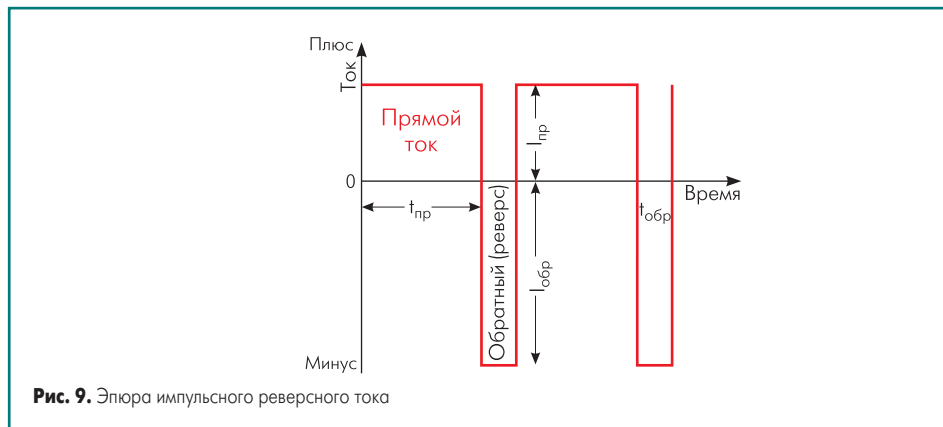 Плюс
Ток
Прямой
ток
Iпр
0
Время
tпр
tобр
Обратный (реверс)
Iобр
Минус
Рис. 9. Эпюра импульсного реверсного тока